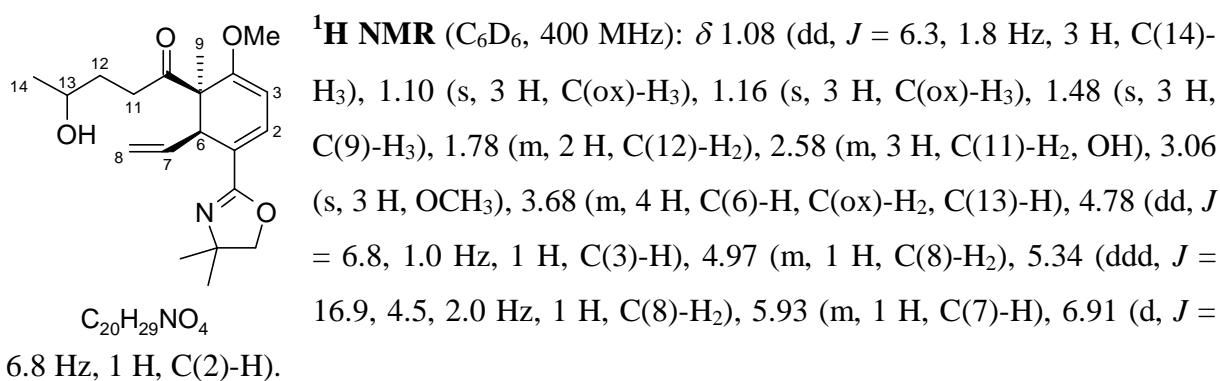 O
9
OMe
14
13
12
11
3
OH
6
2
8
7
N
O
C₂₀H₂₉NO₄
¹H NMR (C₆D₆, 400 MHz): δ 1.08 (dd, J = 6.3, 1.8 Hz, 3 H, C(14)-
H₃), 1.10 (s, 3 H, C(ox)-H₃), 1.16 (s, 3 H, C(ox)-H₃), 1.48 (s, 3 H,
C(9)-H₃), 1.78 (m, 2 H, C(12)-H₂), 2.58 (m, 3 H, C(11)-H₂, OH), 3.06
(s, 3 H, OCH₃), 3.68 (m, 4 H, C(6)-H, C(ox)-H₂, C(13)-H), 4.78 (dd, J
= 6.8, 1.0 Hz, 1 H, C(3)-H), 4.97 (m, 1 H, C(8)-H₂), 5.34 (ddd, J =
16.9, 4.5, 2.0 Hz, 1 H, C(8)-H₂), 5.93 (m, 1 H, C(7)-H), 6.91 (d, J =
6.8 Hz, 1 H, C(2)-H).